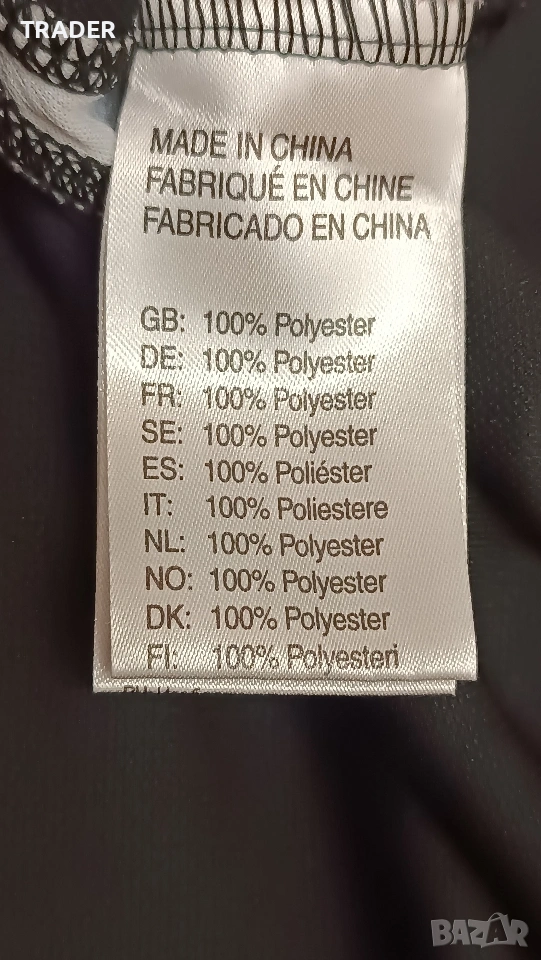 TRADER
MADE IN CHINA
FABRIQUÉ EN CHINE
FABRICADO EN CHINA
GB: 100% Polyester
DE: 100% Polyester
FR: 100% Polyester
SE: 100% Polyester
ES: 100% Poliéster
IT: 100% Poliestere
NL: 100% Polyester
NO: 100% Polyester
DK: 100% Polyester
FI: 100% Polyesteri
BAZAR